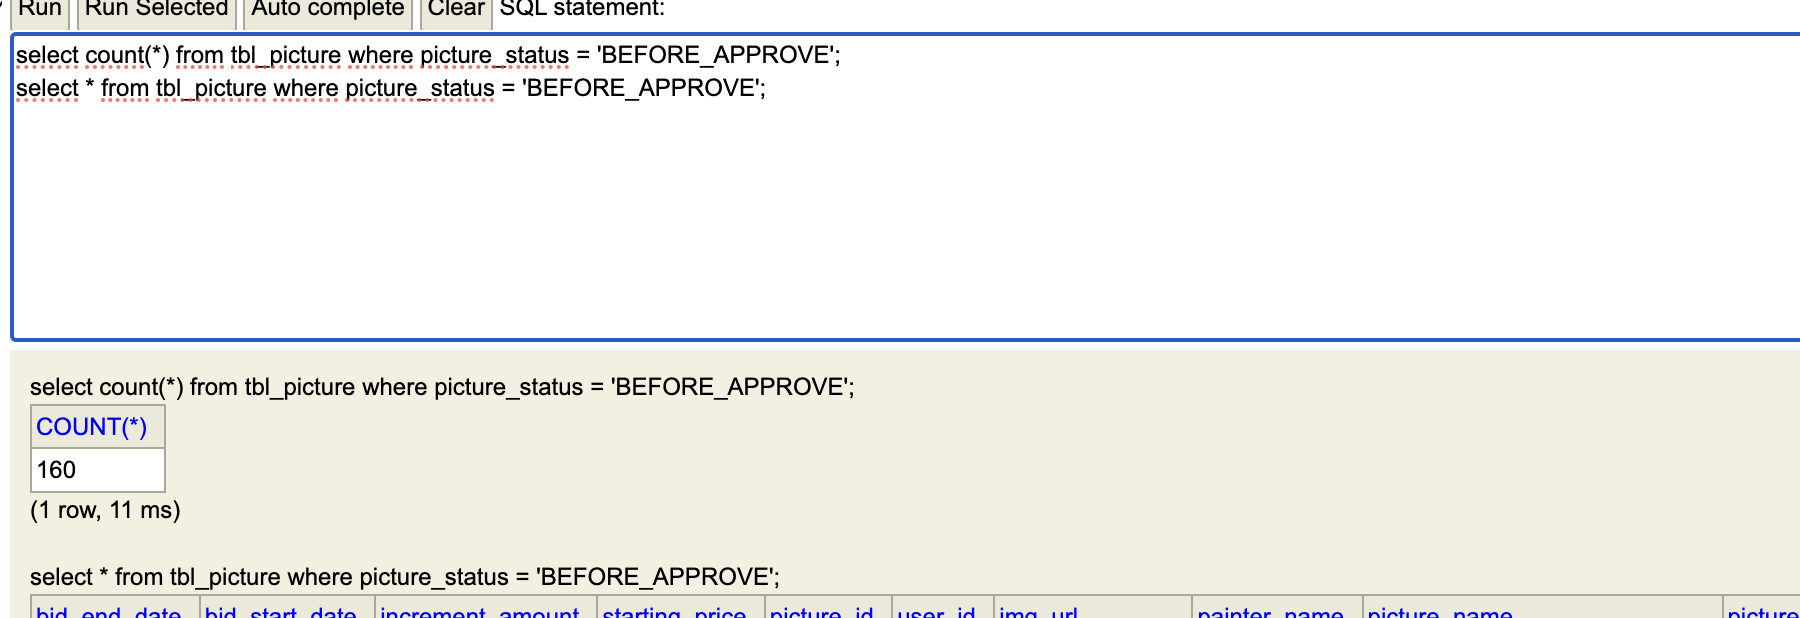 Run Run Selected Auto complete Clear SQL statement:
select count(*) from tbl_picture where picture_status = 'BEFORE_APPROVE';
select * from tbl_picture where picture_status = 'BEFORE_APPROVE';
select count(*) from tbl_picture where picture_status = 'BEFORE_APPROVE';
COUNT(*)
160
(1 row, 11 ms)
select * from tbl_picture where picture_status = 'BEFORE_APPROVE';
bid_end_date bid_start_date increment_amount starting_price picture_id user_id img_url painter_name picture_name picture